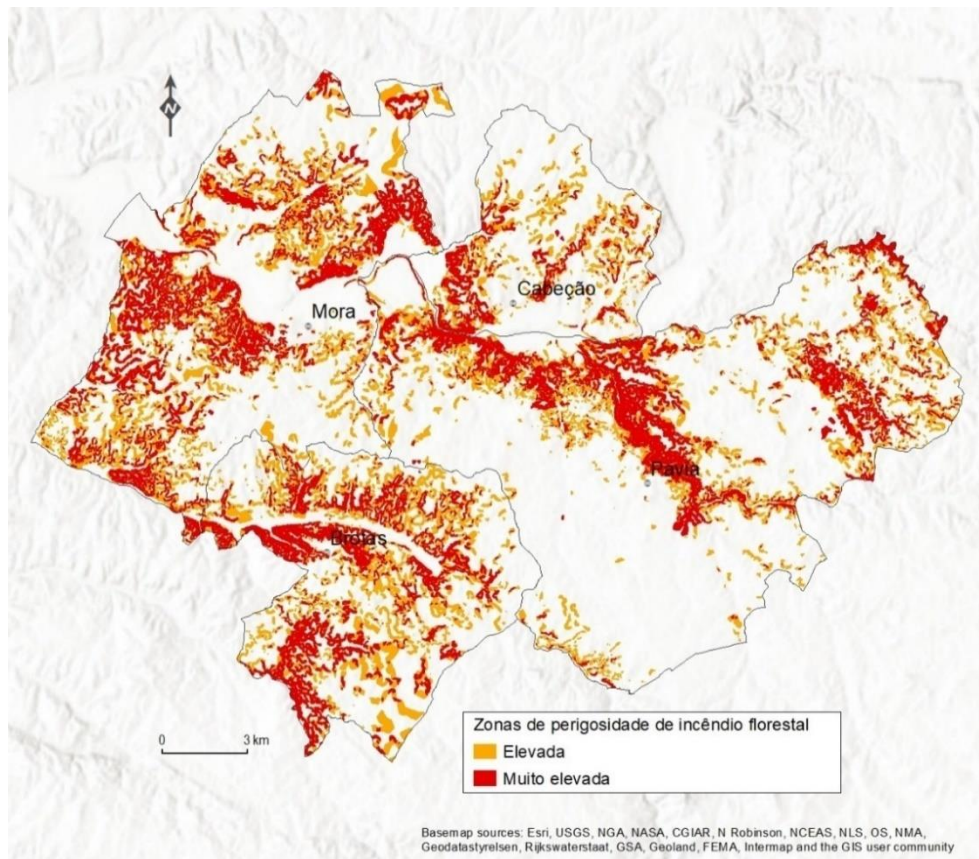 N
Cabeção
Mora
Pavia
Brotas
0 3 km
Zonas de perigosidade de incêndio florestal
Elevada
Muito elevada
Basemap sources: Esri, USGS, NGA, NASA, CGIAR, N Robinson, NCEAS, NLS, OS, NMA,
Geodatastyrelsen, Rijkswaterstaat, GSA, Geoland, FEMA, Intermap and the GIS user community